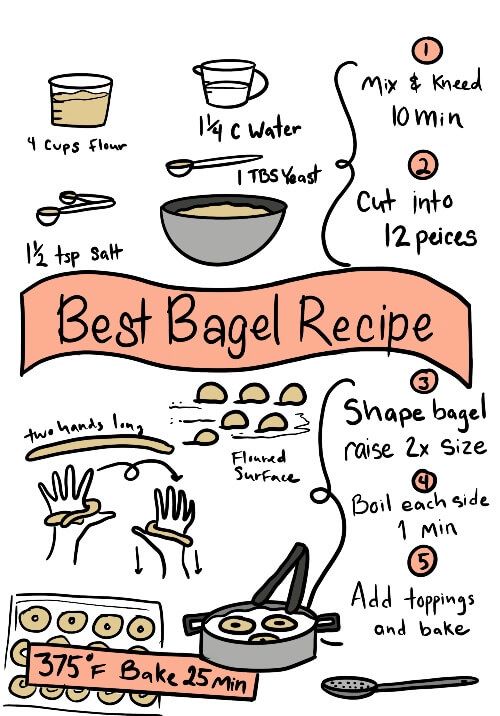 4 Cups flour
1 1/4 C Water
1 TBS Yeast
1 1/2 tsp Salt
1
Mix & Kneed
10 min
2
Cut into
12 peices
Best Bagel Recipe
two hands long
Floured
Surface
3
Shape bagel
raise 2x size
4
Boil each side
1 Min
5
Add toppings
and bake
375°F Bake 25 Min